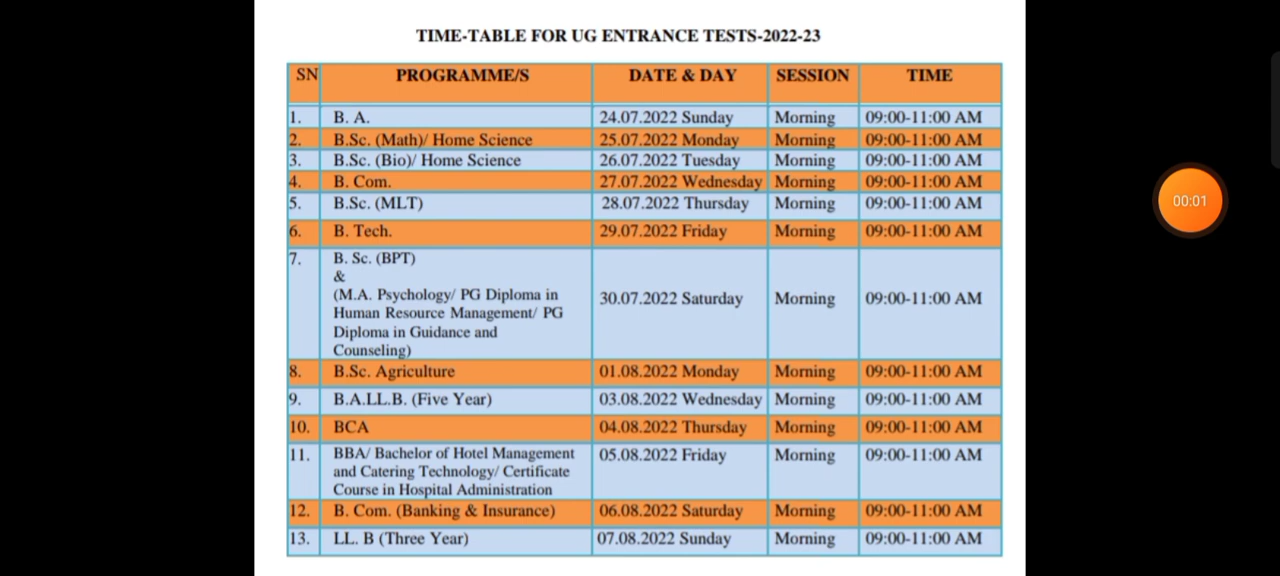 TIME-TABLE FOR UG ENTRANCE TESTS-2022-23
SN PROGRAMME/S DATE & DAY SESSION TIME
1. B. A. 24.07.2022 Sunday Morning 09:00-11:00 AM
2. B.Sc. (Math)/ Home Science 25.07.2022 Monday Morning 09:00-11:00 AM
3. B.Sc. (Bio)/ Home Science 26.07.2022 Tuesday Morning 09:00-11:00 AM
4. B. Com. 27.07.2022 Wednesday Morning 09:00-11:00 AM
5. B.Sc. (MLT) 28.07.2022 Thursday Morning 09:00-11:00 AM
00:01
6. B. Tech. 29.07.2022 Friday Morning 09:00-11:00 AM
7. B. Sc. (BPT)
&
(M.A. Psychology/ PG Diploma in
Human Resource Management/ PG
Diploma in Guidance and
Counseling) 30.07.2022 Saturday Morning 09:00-11:00 AM
8. B.Sc. Agriculture 01.08.2022 Monday Morning 09:00-11:00 AM
9. B.A.LL.B. (Five Year) 03.08.2022 Wednesday Morning 09:00-11:00 AM
10. BCA 04.08.2022 Thursday Morning 09:00-11:00 AM
11. BBA/ Bachelor of Hotel Management 05.08.2022 Friday Morning 09:00-11:00 AM
and Catering Technology/ Certificate
Course in Hospital Administration
12. B. Com. (Banking & Insurance) 06.08.2022 Saturday Morning 09:00-11:00 AM
13. LL. B (Three Year) 07.08.2022 Sunday Morning 09:00-11:00 AM